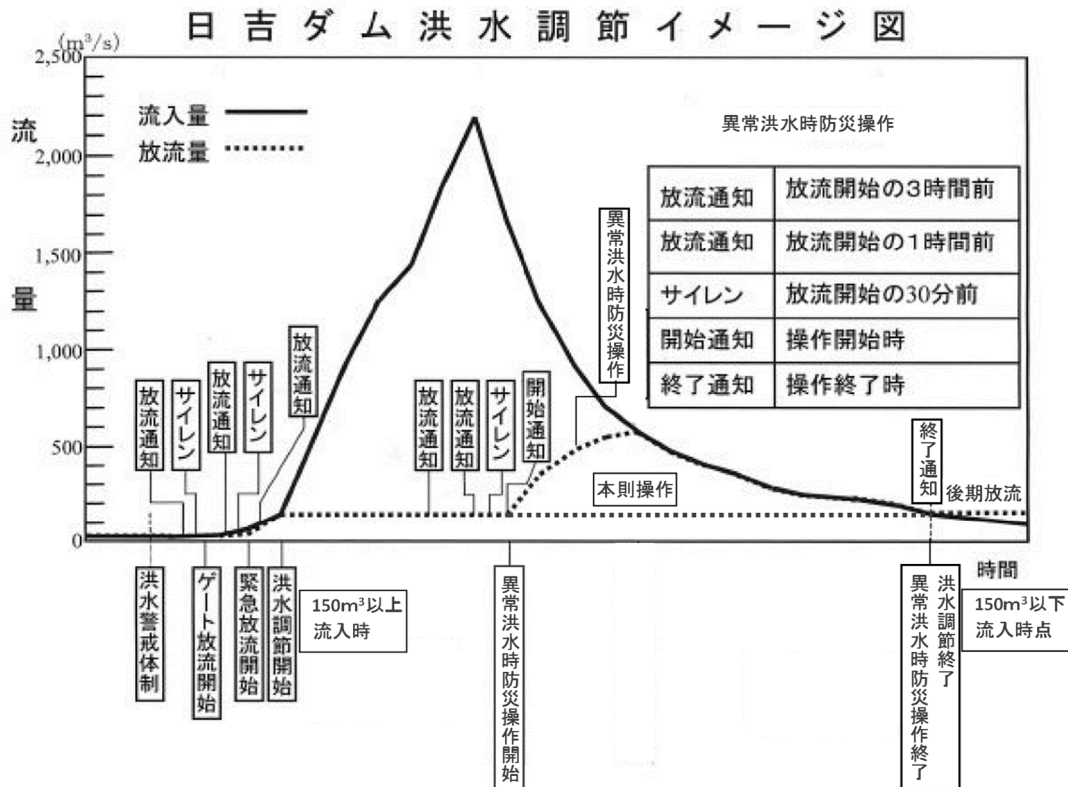 日吉ダム洪水調節イメージ図
(m³/s)
2,500
2,000
1,500
1,000
500
0
流量
流入量
放流量
異常洪水時防災操作
放流通知 放流開始の3時間前
放流通知 放流開始の1時間前
サイレン 放流開始の30分前
開始通知 操作開始時
終了通知 操作終了時
放流通知
サイレン
放流通知
サイレン
放流通知
放流通知
放流通知
サイレン
開始通知
異常洪水時防災操作
本則操作
終了通知
後期放流
時間
洪水警戒体制
ゲート放流開始
緊急放流開始
洪水調節開始
150m³以上
流入時
異常洪水時防災操作開始
洪水調節終了
異常洪水時防災操作終了
150m³以下
流入時点